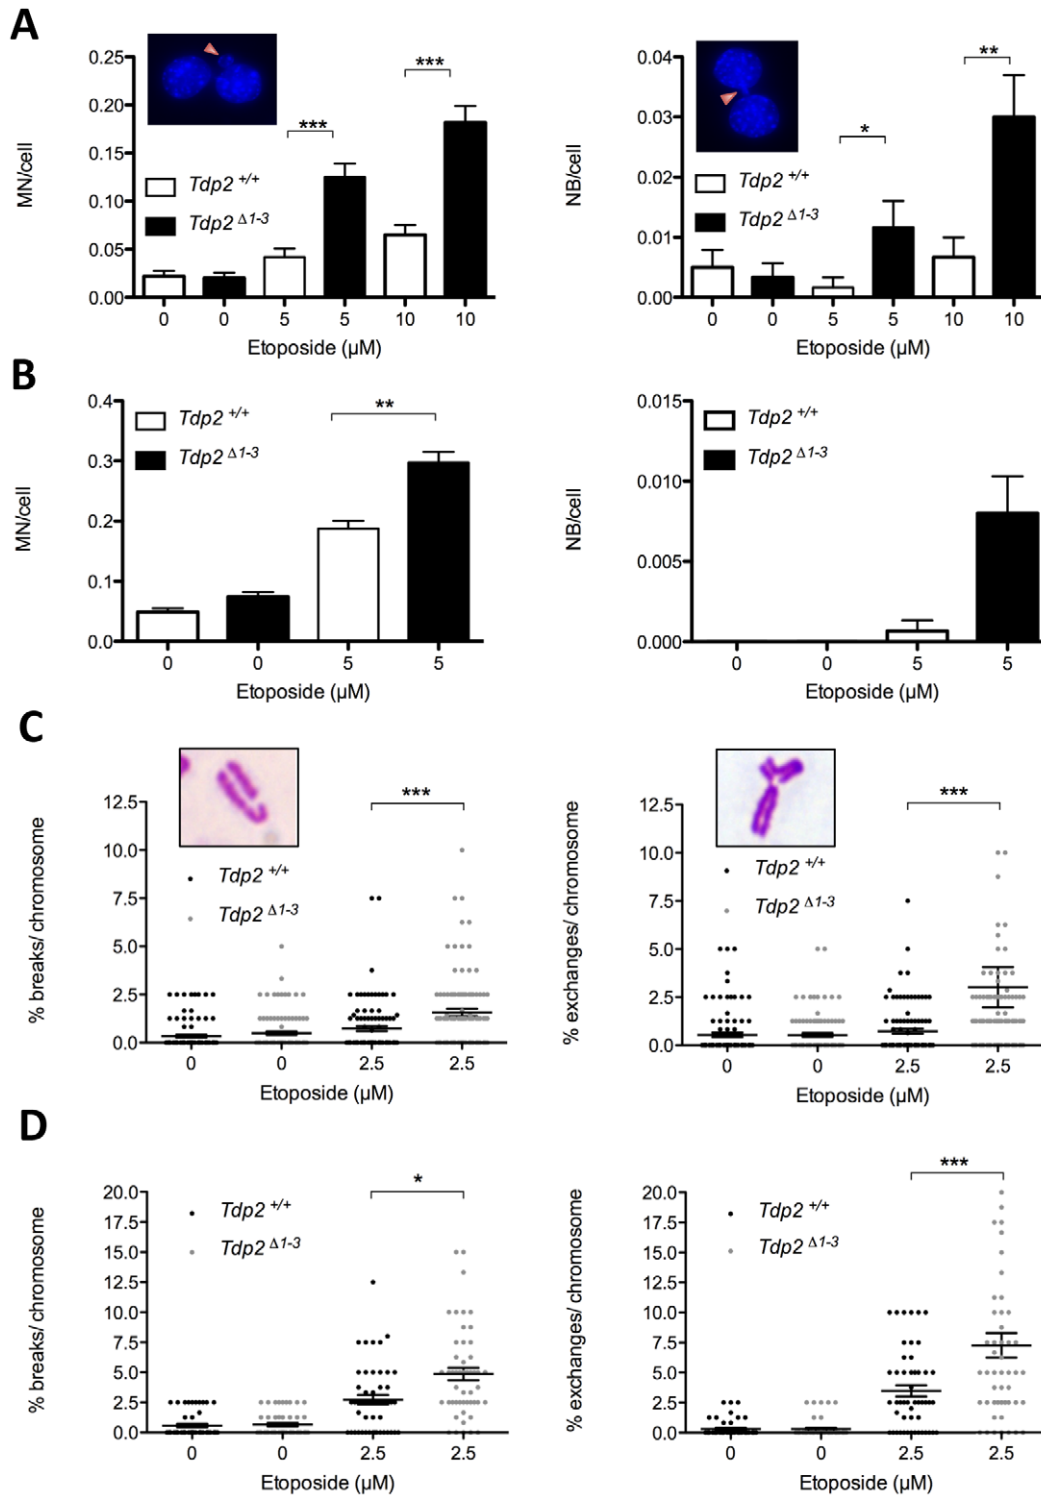 A
MN/cell
0.25
0.20
0.15
0.10
0.05
0.00
***
***
Tdp2 +/+
Tdp2 Δ1-3
0 0 5 5 10 10
Etoposide (µM)
NB/cell
0.04
0.03
0.02
0.01
0.00
*
**
Tdp2 +/+
Tdp2 Δ1-3
0 0 5 5 10 10
Etoposide (µM)
B
MN/cell
0.4
0.3
0.2
0.1
0.0
**
Tdp2 +/+
Tdp2 Δ1-3
0 0 5 5
Etoposide (µM)
NB/cell
0.015
0.010
0.005
0.000
Tdp2 +/+
Tdp2 Δ1-3
0 0 5 5
Etoposide (µM)
C
% breaks/ chromosome
12.5
10.0
7.5
5.0
2.5
0.0
***
Tdp2 +/+
Tdp2 Δ1-3
0 0 2.5 2.5
Etoposide (µM)
% exchanges/ chromosome
12.5
10.0
7.5
5.0
2.5
0.0
***
Tdp2 +/+
Tdp2 Δ1-3
0 0 2.5 2.5
Etoposide (µM)
D
% breaks/ chromosome
20.0
17.5
15.0
12.5
10.0
7.5
5.0
2.5
0.0
*
Tdp2 +/+
Tdp2 Δ1-3
0 0 2.5 2.5
Etoposide (µM)
% exchanges/ chromosome
20.0
17.5
15.0
12.5
10.0
7.5
5.0
2.5
0.0
***
Tdp2 +/+
Tdp2 Δ1-3
0 0 2.5 2.5
Etoposide (µM)